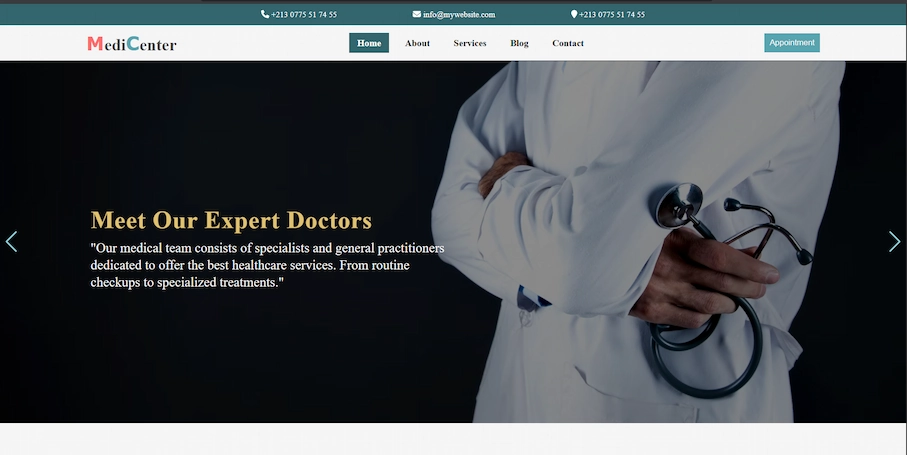 +213 0775 51 74 55
info@mywebsite.com
+213 0775 51 74 55
MediCenter
Home
About
Services
Blog
Contact
Appointment
Meet Our Expert Doctors
"Our medical team consists of specialists and general practitioners
dedicated to offer the best healthcare services. From routine
checkups to specialized treatments."